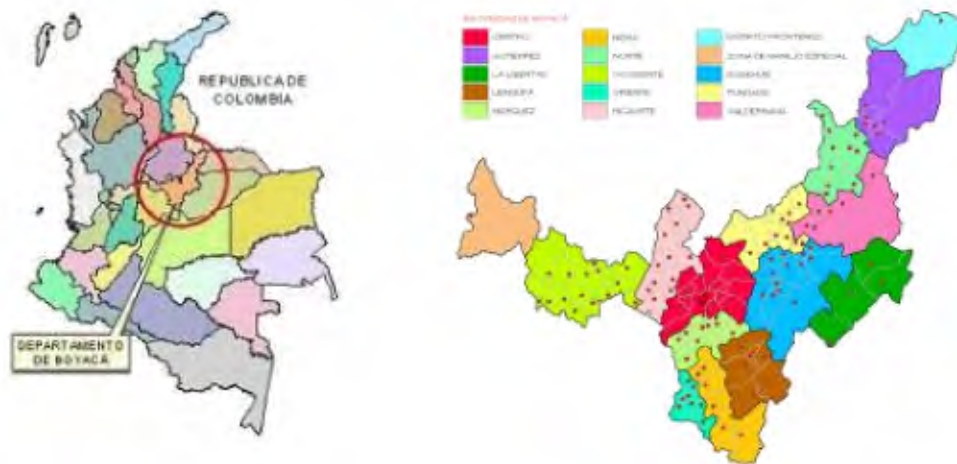 REPUBLICA DE
COLOMBIA
DEPARTAMENTO
DE BOYACÁ
CENTRO
GUTIERREZ
LA LIBERTAD
LENGUPA
MARQUEZ
NEIRA
NORTE
OCCIDENTE
ORIENTE
RICAURTE
DISTRITO FRONTERIZO
ZONA DE MANEJO ESPECIAL
SUGAMUXI
TUNDAMA
VALDERRAMA